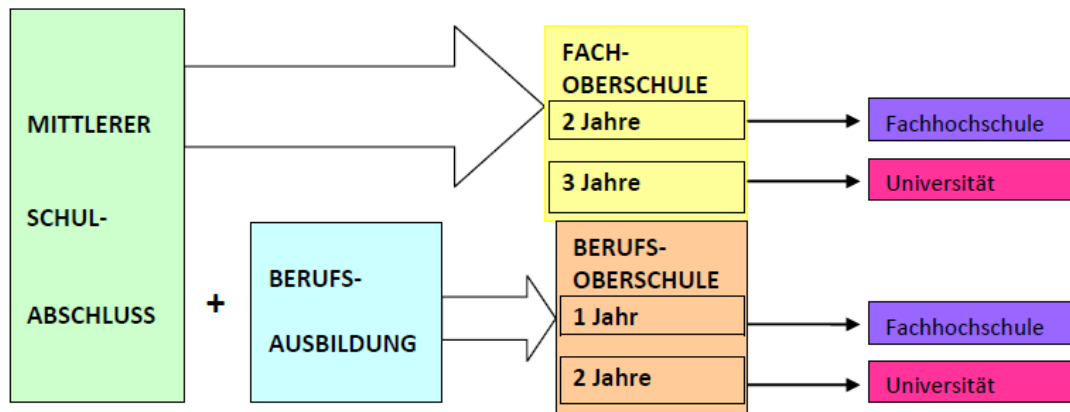 MITTLERER
SCHUL-
ABSCHLUSS
+
BERUFS-
AUSBILDUNG
FACH-
OBERSCHULE
2 Jahre
3 Jahre
Fachhochschule
Universität
BERUFS-
OBERSCHULE
1 Jahr
2 Jahre
Fachhochschule
Universität